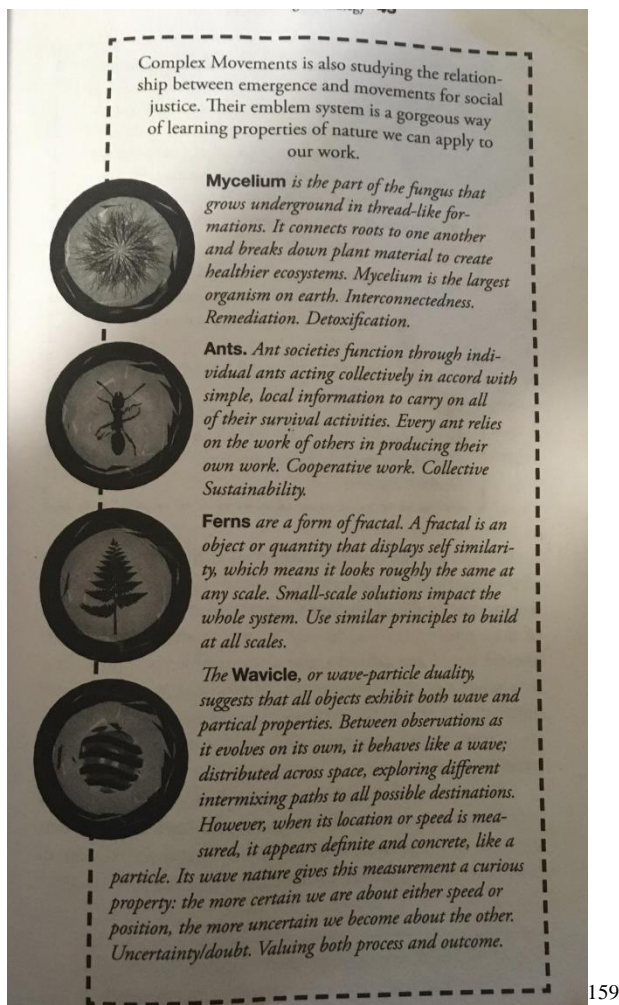 45
Complex Movements is also studying the relation-
ship between emergence and movements for social
justice. Their emblem system is a gorgeous way
of learning properties of nature we can apply to
our work.
Mycelium is the part of the fungus that
grows underground in thread-like for-
mations. It connects roots to one another
and breaks down plant material to create
healthier ecosystems. Mycelium is the largest
organism on earth. Interconnectedness.
Remediation. Detoxification.
Ants. Ant societies function through indi-
vidual ants acting collectively in accord with
simple, local information to carry on all
of their survival activities. Every ant relies
on the work of others in producing their
own work. Cooperative work. Collective
Sustainability.
Ferns are a form of fractal. A fractal is an
object or quantity that displays self similari-
ty, which means it looks roughly the same at
any scale. Small-scale solutions impact the
whole system. Use similar principles to build
at all scales.
The Wavicle, or wave-particle duality,
suggests that all objects exhibit both wave and
partical properties. Between observations as
it evolves on its own, it behaves like a wave;
distributed across space, exploring different
intermixing paths to all possible destinations.
However, when its location or speed is mea-
sured, it appears definite and concrete, like a
particle. Its wave nature gives this measurement a curious
property: the more certain we are about either speed or
position, the more uncertain we become about the other.
Uncertainty/doubt. Valuing both process and outcome.
159